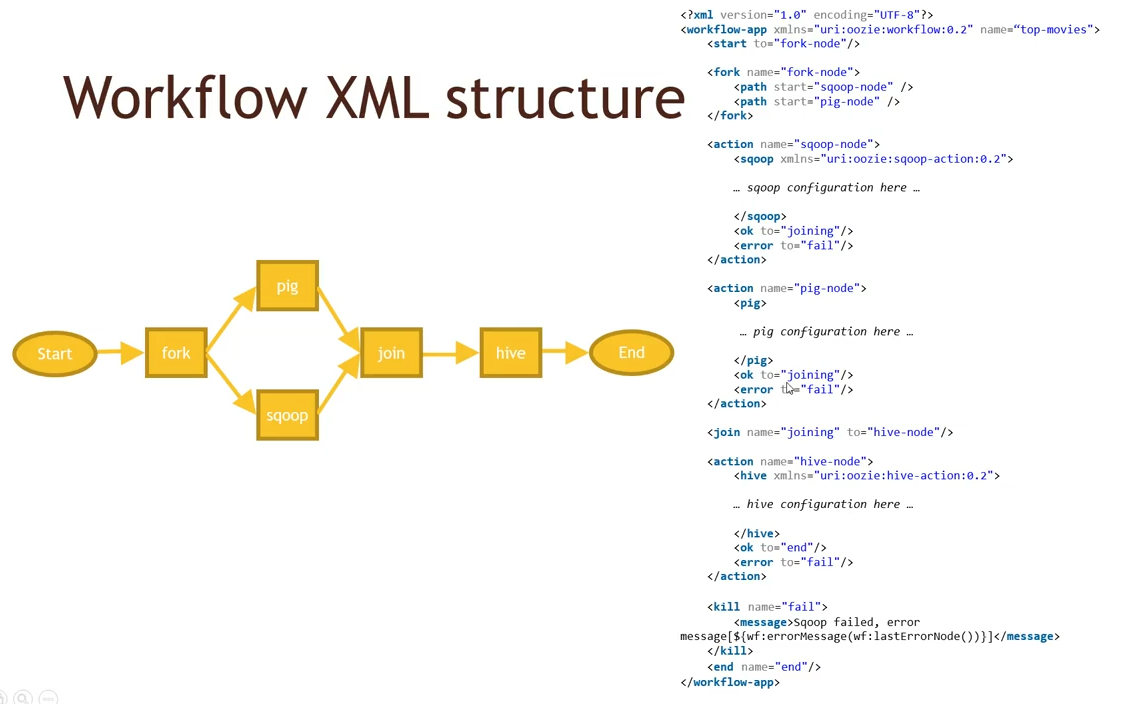 Workflow XML structure
Start
fork
pig
sqoop
join
hive
End
<?xml version="1.0" encoding="UTF-8"?>
<workflow-app xmlns="uri:oozie:workflow:0.2" name=“top-movies">
<start to="fork-node"/>
<fork name="fork-node">
<path start="sqoop-node" />
<path start="pig-node" />
</fork>
<action name="sqoop-node">
<sqoop xmlns="uri:oozie:sqoop-action:0.2">
… sqoop configuration here …
</sqoop>
<ok to="joining"/>
<error to="fail"/>
</action>
<action name="pig-node">
<pig>
… pig configuration here …
</pig>
<ok to="joining"/>
<error to="fail"/>
</action>
<join name="joining" to="hive-node"/>
<action name="hive-node">
<hive xmlns="uri:oozie:hive-action:0.2">
… hive configuration here …
</hive>
<ok to="end"/>
<error to="fail"/>
</action>
<kill name="fail">
<message>Sqoop failed, error
message[${wf:errorMessage(wf:lastErrorNode())}]</message>
</kill>
<end name="end"/>
</workflow-app>